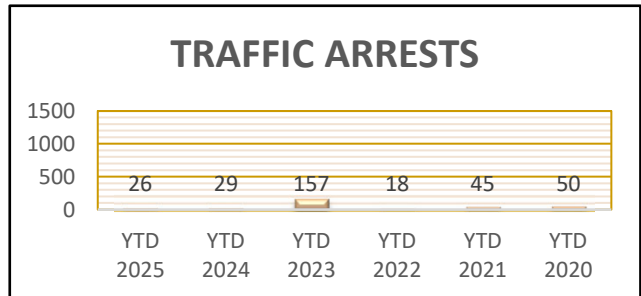 TRAFFIC ARRESTS
1500
1000
500
0
26 29 157 18 45 50
YTD YTD YTD YTD YTD YTD
2025 2024 2023 2022 2021 2020